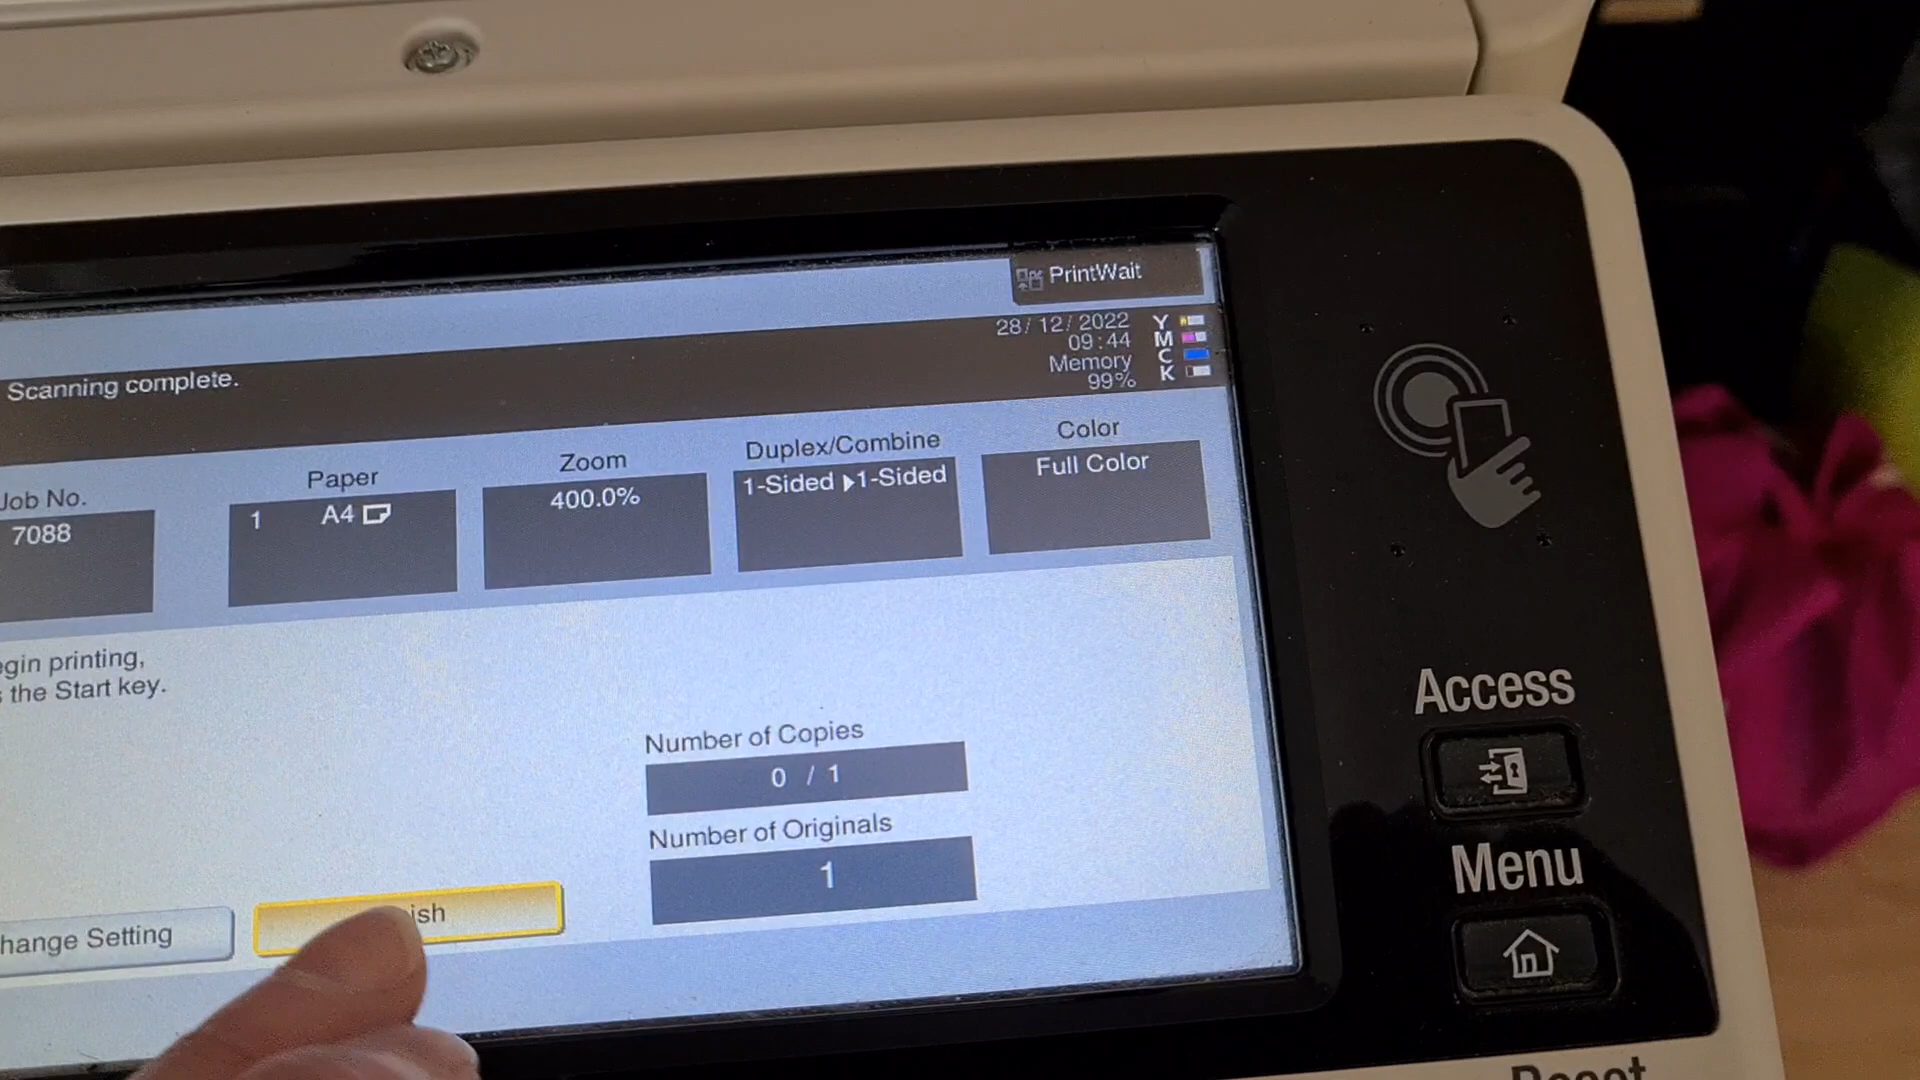 PrintWait
28/12/2022
09:44
Memory
99%
Y
M
C
K
Scanning complete.
Job No.
7088
Paper
1 A4
Zoom
400.0%
Duplex/Combine
1-Sided ▶1-Sided
Color
Full Color
egin printing,
the Start key.
Number of Copies
0 / 1
Number of Originals
1
hange Setting
ish
Access
Menu